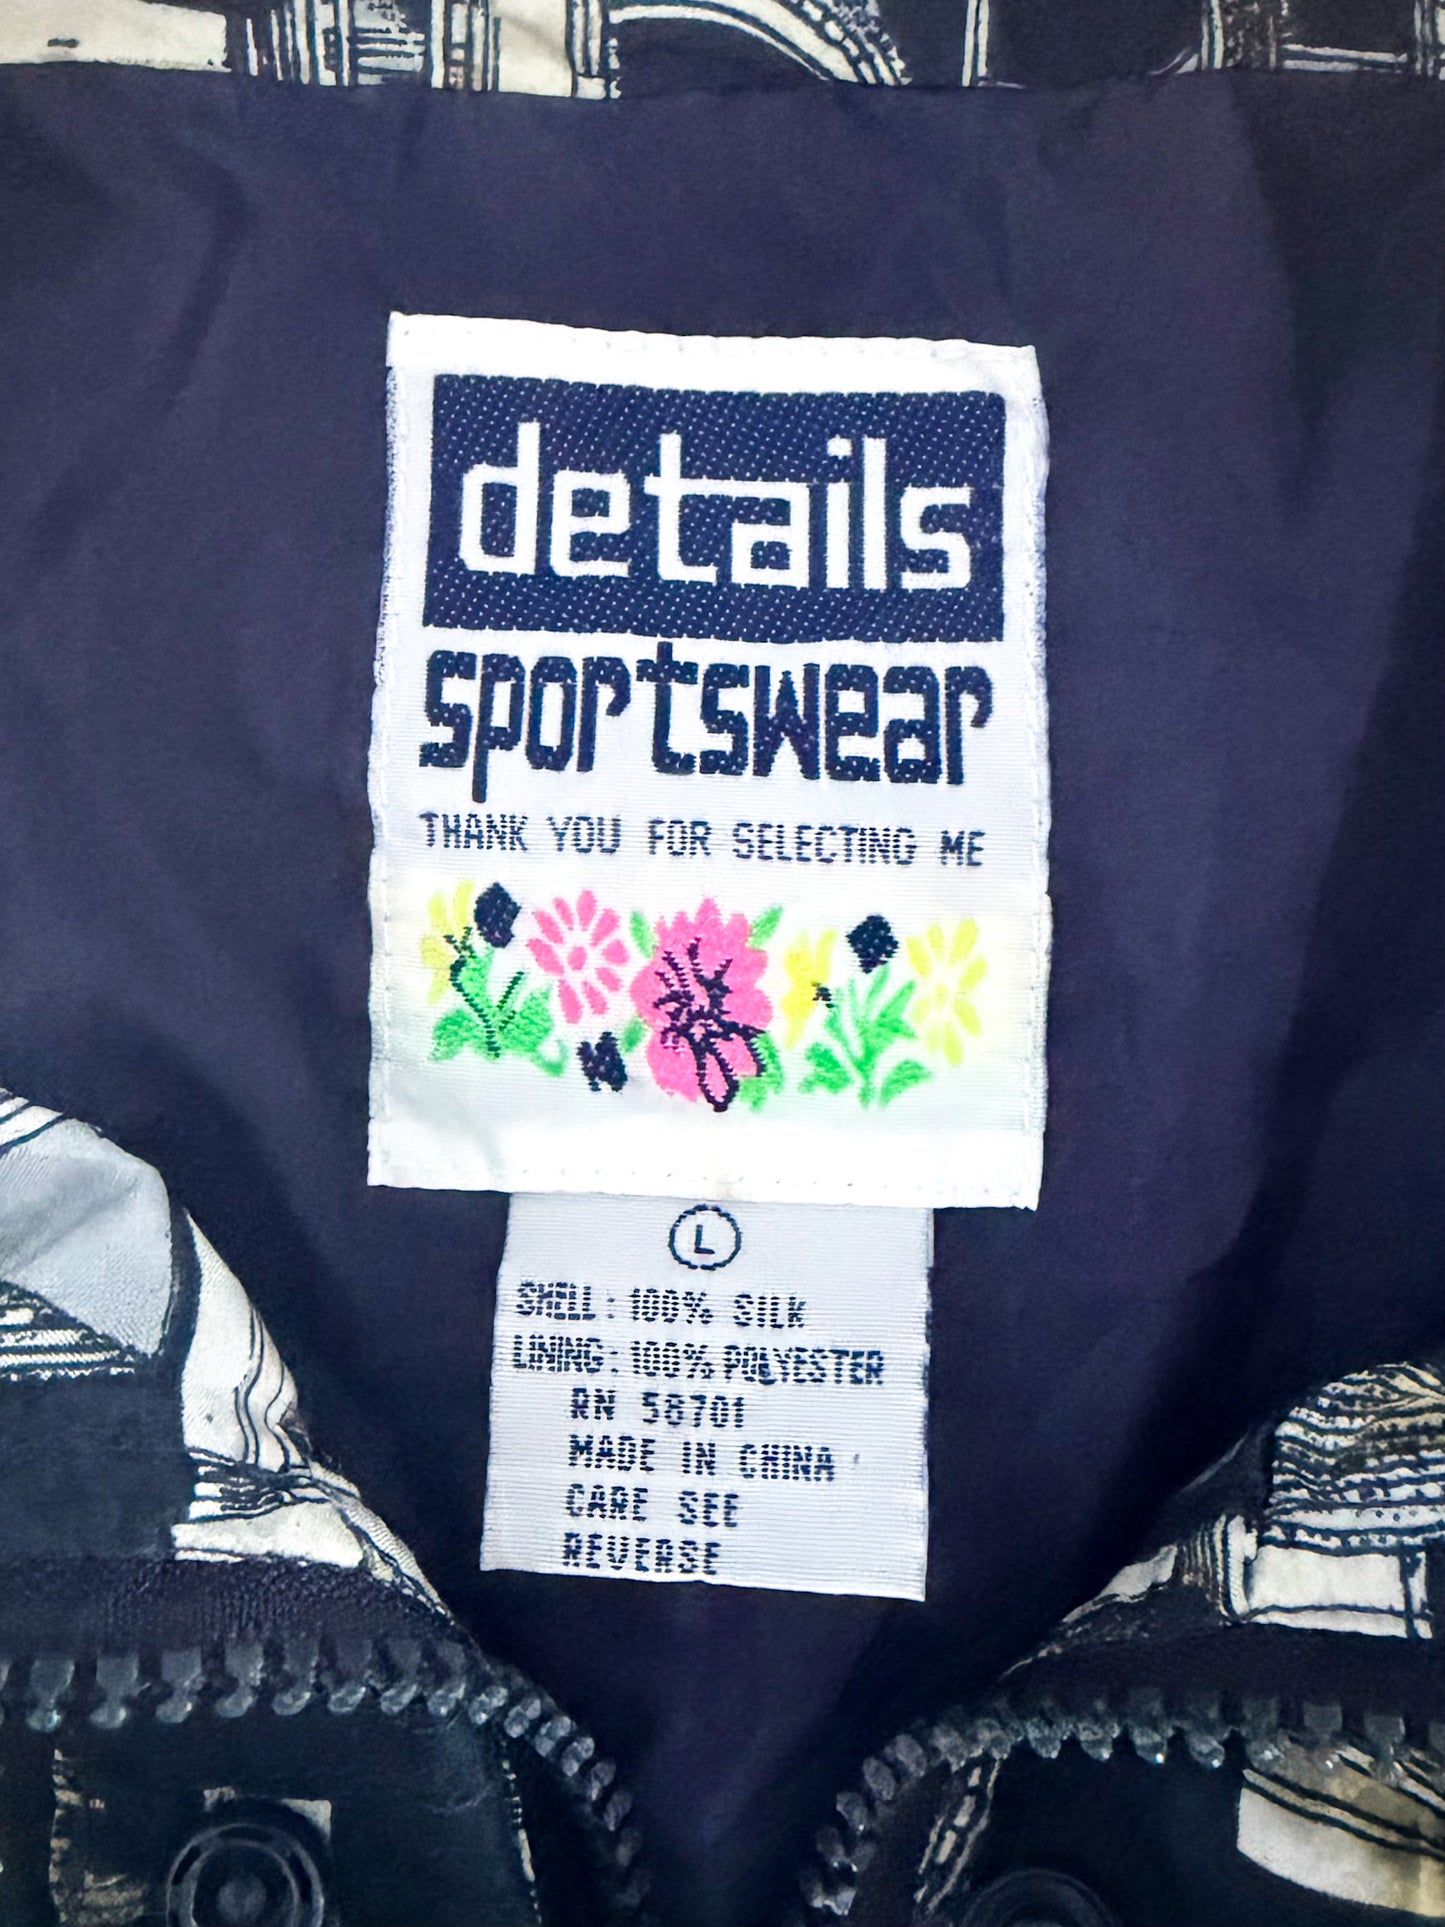 details
sportswear
THANK YOU FOR SELECTING ME
L
SHELL: 100% SILK
LINING: 100% POLYESTER
RN 58701
MADE IN CHINA
CARE SEE
REVERSE